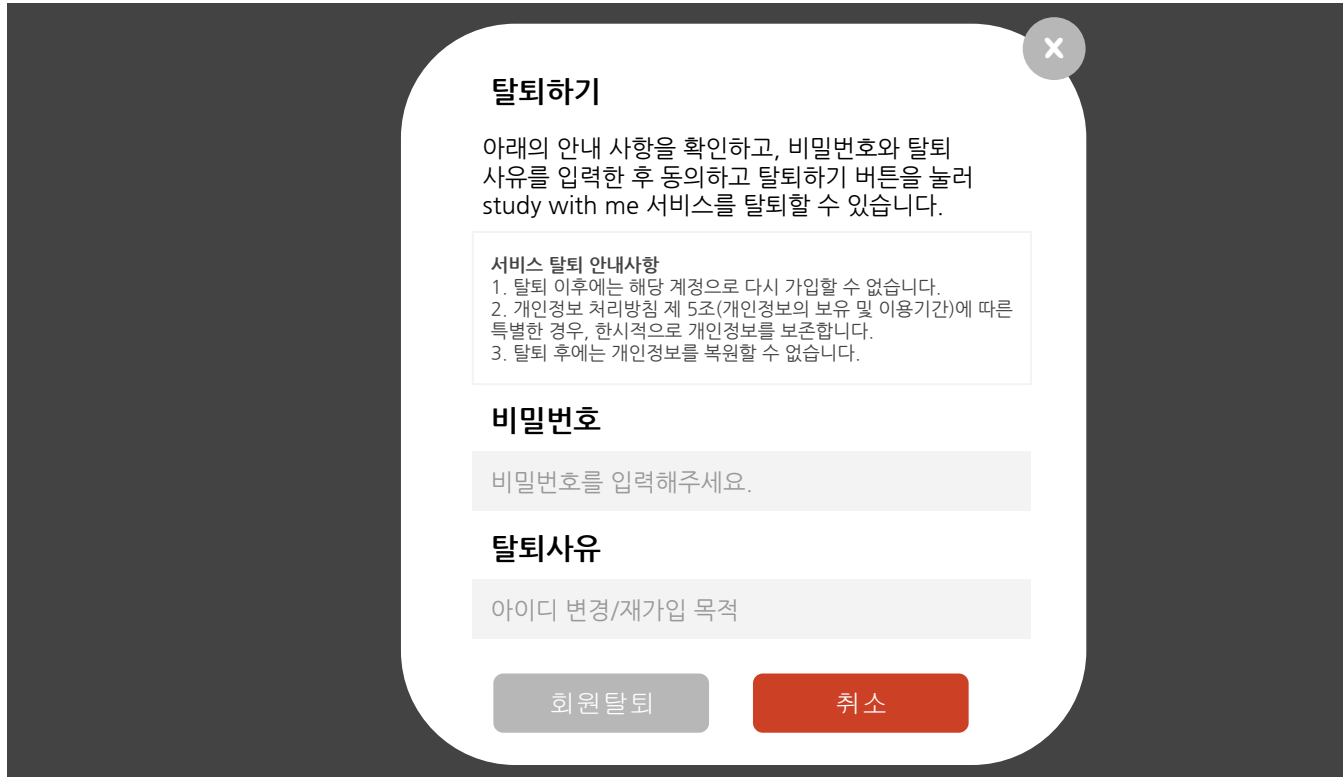 탈퇴하기
아래의 안내 사항을 확인하고, 비밀번호와 탈퇴
사유를 입력한 후 동의하고 탈퇴하기 버튼을 눌러
study with me 서비스를 탈퇴할 수 있습니다.
서비스 탈퇴 안내사항
1. 탈퇴 이후에는 해당 계정으로 다시 가입할 수 없습니다.
2. 개인정보 처리방침 제 5조(개인정보의 보유 및 이용기간)에 따른
특별한 경우, 한시적으로 개인정보를 보존합니다.
3. 탈퇴 후에는 개인정보를 복원할 수 없습니다.
비밀번호
비밀번호를 입력해주세요.
탈퇴사유
아이디 변경/재가입 목적
회원탈퇴
취소